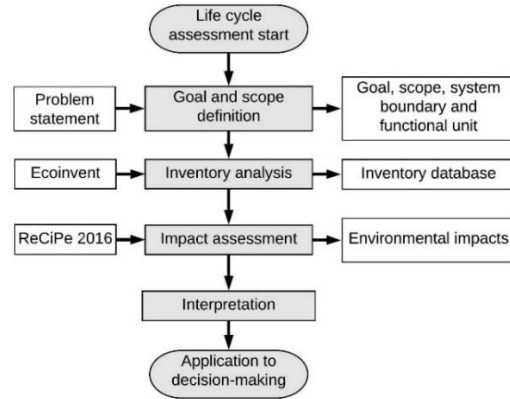 Life cycle
assessment start
Problem
statement
Goal and scope
definition
Goal, scope, system
boundary and
functional unit
Ecoinvent
Inventory analysis
Inventory database
ReCiPe 2016
Impact assessment
Environmental impacts
Interpretation
Application to
decision-making